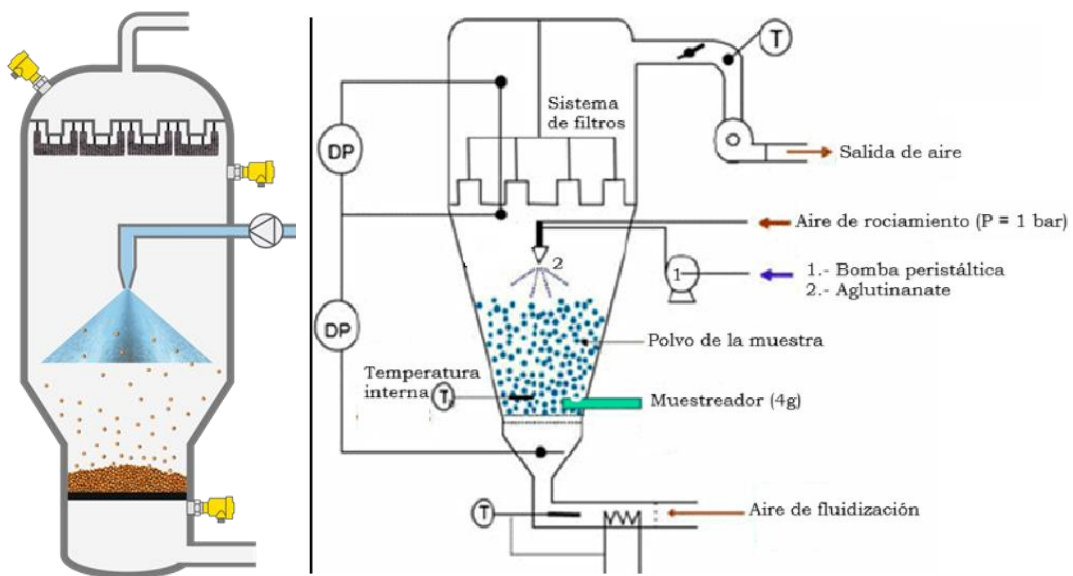 T
Sistema
de filtros
DP
Salida de aire
Aire de rociamiento (P = 1 bar)
2
1
1.- Bomba peristáltica
2.- Aglutinanate
DP
Polvo de la muestra
Temperatura
interna
T
Muestreador (4g)
T
Aire de fluidización